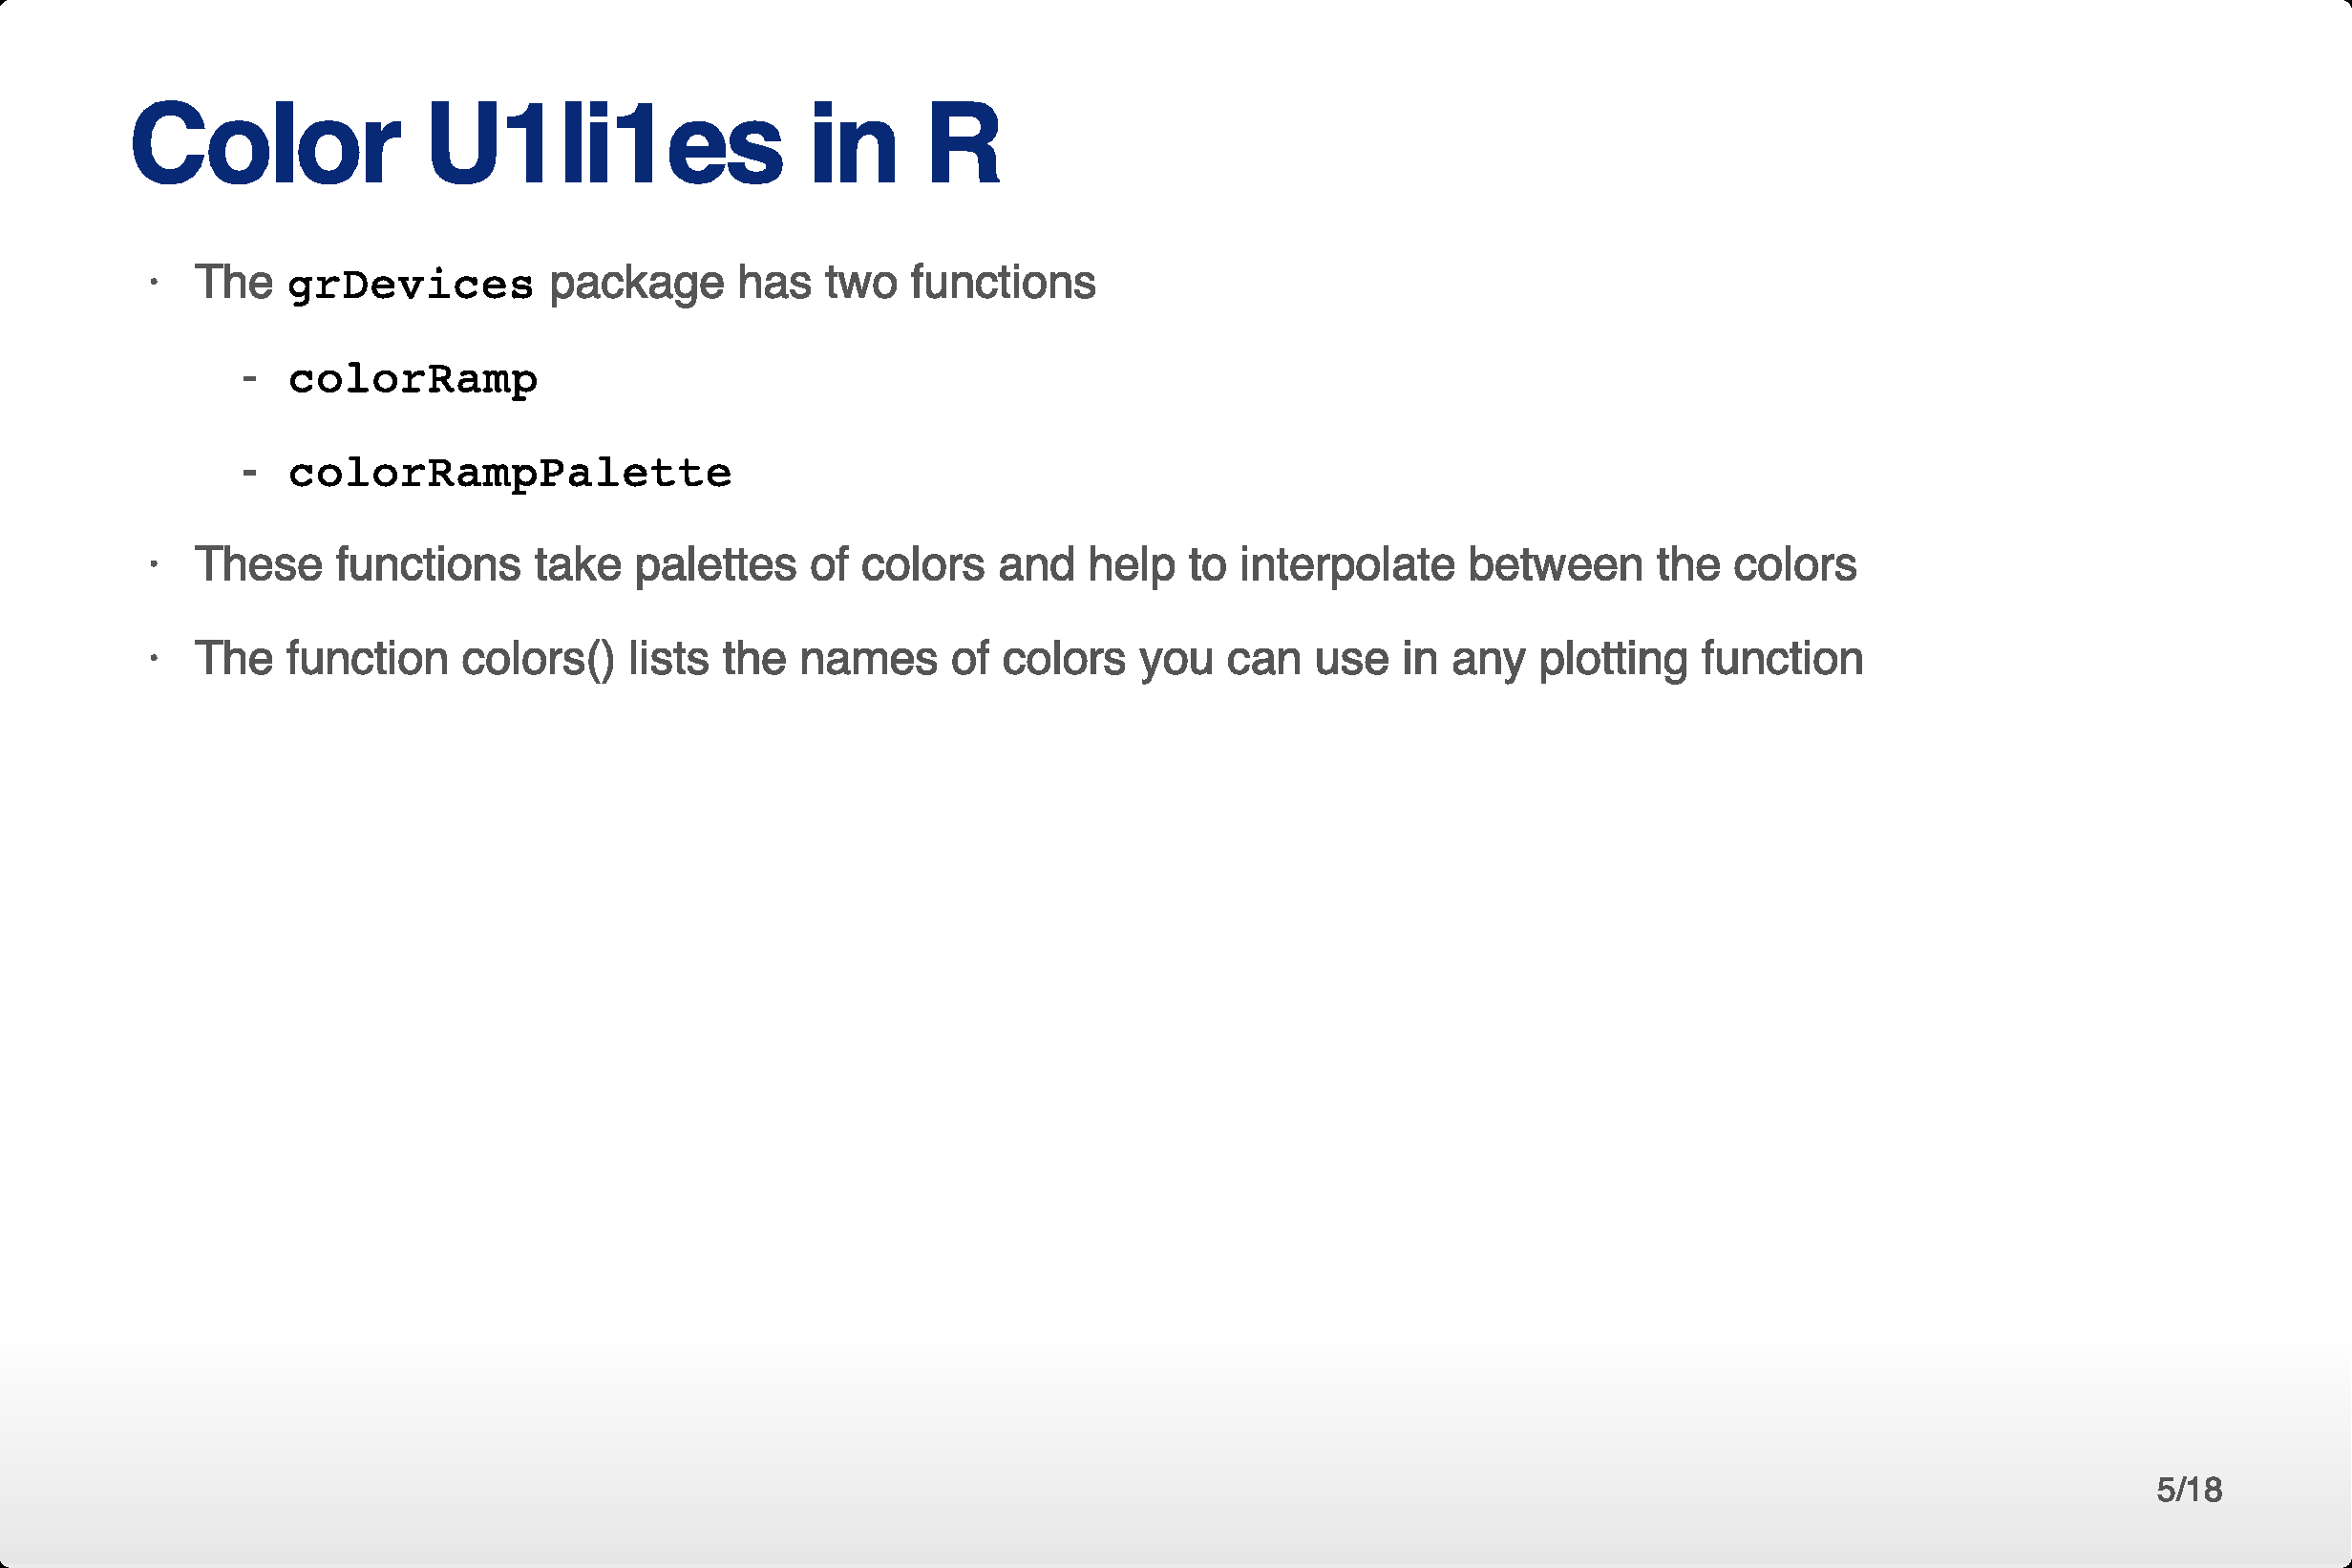 Color U1li1es in R
· The grDevices package has two functions
- colorRamp
- colorRampPalette
· These functions take palettes of colors and help to interpolate between the colors
· The function colors() lists the names of colors you can use in any plotting function
5/18